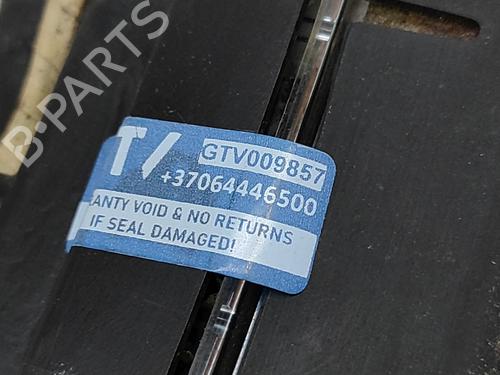 B-PARTS
T/
GTV009857
+37064446500
ANTY VOID & NO RETURNS
IF SEAL DAMAGED!